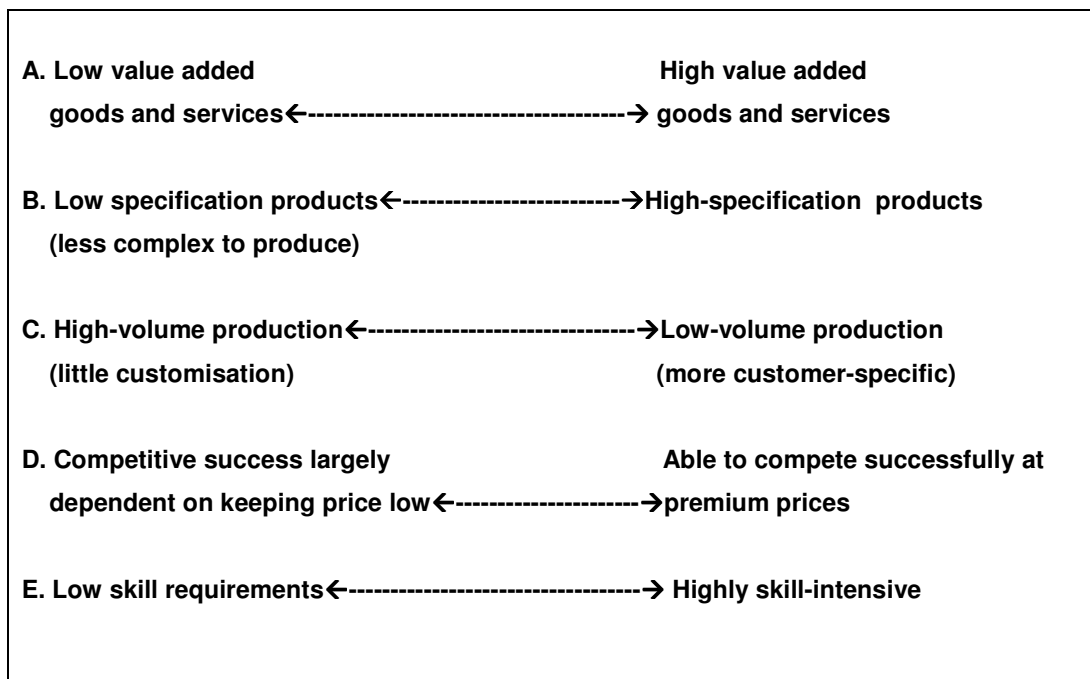 A. Low value added High value added
goods and services←--------------------------------------→ goods and services
B. Low specification products←--------------------------→High-specification products
(less complex to produce)
C. High-volume production←--------------------------------→Low-volume production
(little customisation) (more customer-specific)
D. Competitive success largely Able to compete successfully at
dependent on keeping price low←----------------------→premium prices
E. Low skill requirements←-----------------------------------→ Highly skill-intensive